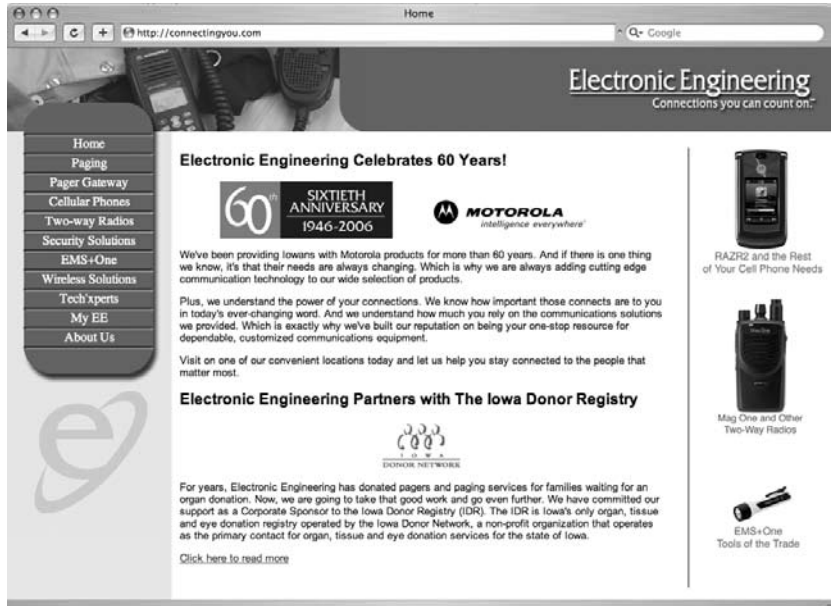 Home
http://connectingyou.com
Google
Electronic Engineering
Connections you can count on.
Home
Paging
Pager Gateway
Cellular Phones
Two-way Radios
Security Solutions
EMS+One
Wireless Solutions
Tech'xperts
My EE
About Us
Electronic Engineering Celebrates 60 Years!
60th
SIXTIETH
ANNIVERSARY
1946-2006
MOTOROLA
intelligence everywhere
We've been providing Iowans with Motorola products for more than 60 years. And if there is one thing
we know, it's that their needs are always changing. Which is why we are always adding cutting edge
communication technology to our wide selection of products.
Plus, we understand the power of your connections. We know how important those connects are to you
in today's ever-changing word. And we understand how much you rely on the communications solutions
we provided. Which is exactly why we've built our reputation on being your one-stop resource for
dependable, customized communications equipment.
Visit on one of our convenient locations today and let us help you stay connected to the people that
matter most.
Electronic Engineering Partners with The Iowa Donor Registry
IOWA
DONOR NETWORK
For years, Electronic Engineering has donated pagers and paging services for families waiting for an
organ donation. Now, we are going to take that good work and go even further. We have committed our
support as a Corporate Sponsor to the Iowa Donor Registry (IDR). The IDR is Iowa's only organ, tissue
and eye donation registry operated by the Iowa Donor Network, a non-profit organization that operates
as the primary contact for organ, tissue and eye donation services for the state of Iowa.
Click here to read more
RAZR2 and the Rest
of Your Cell Phone Needs
Mag One and Other
Two-Way Radios
EMS+One
Tools of the Trade